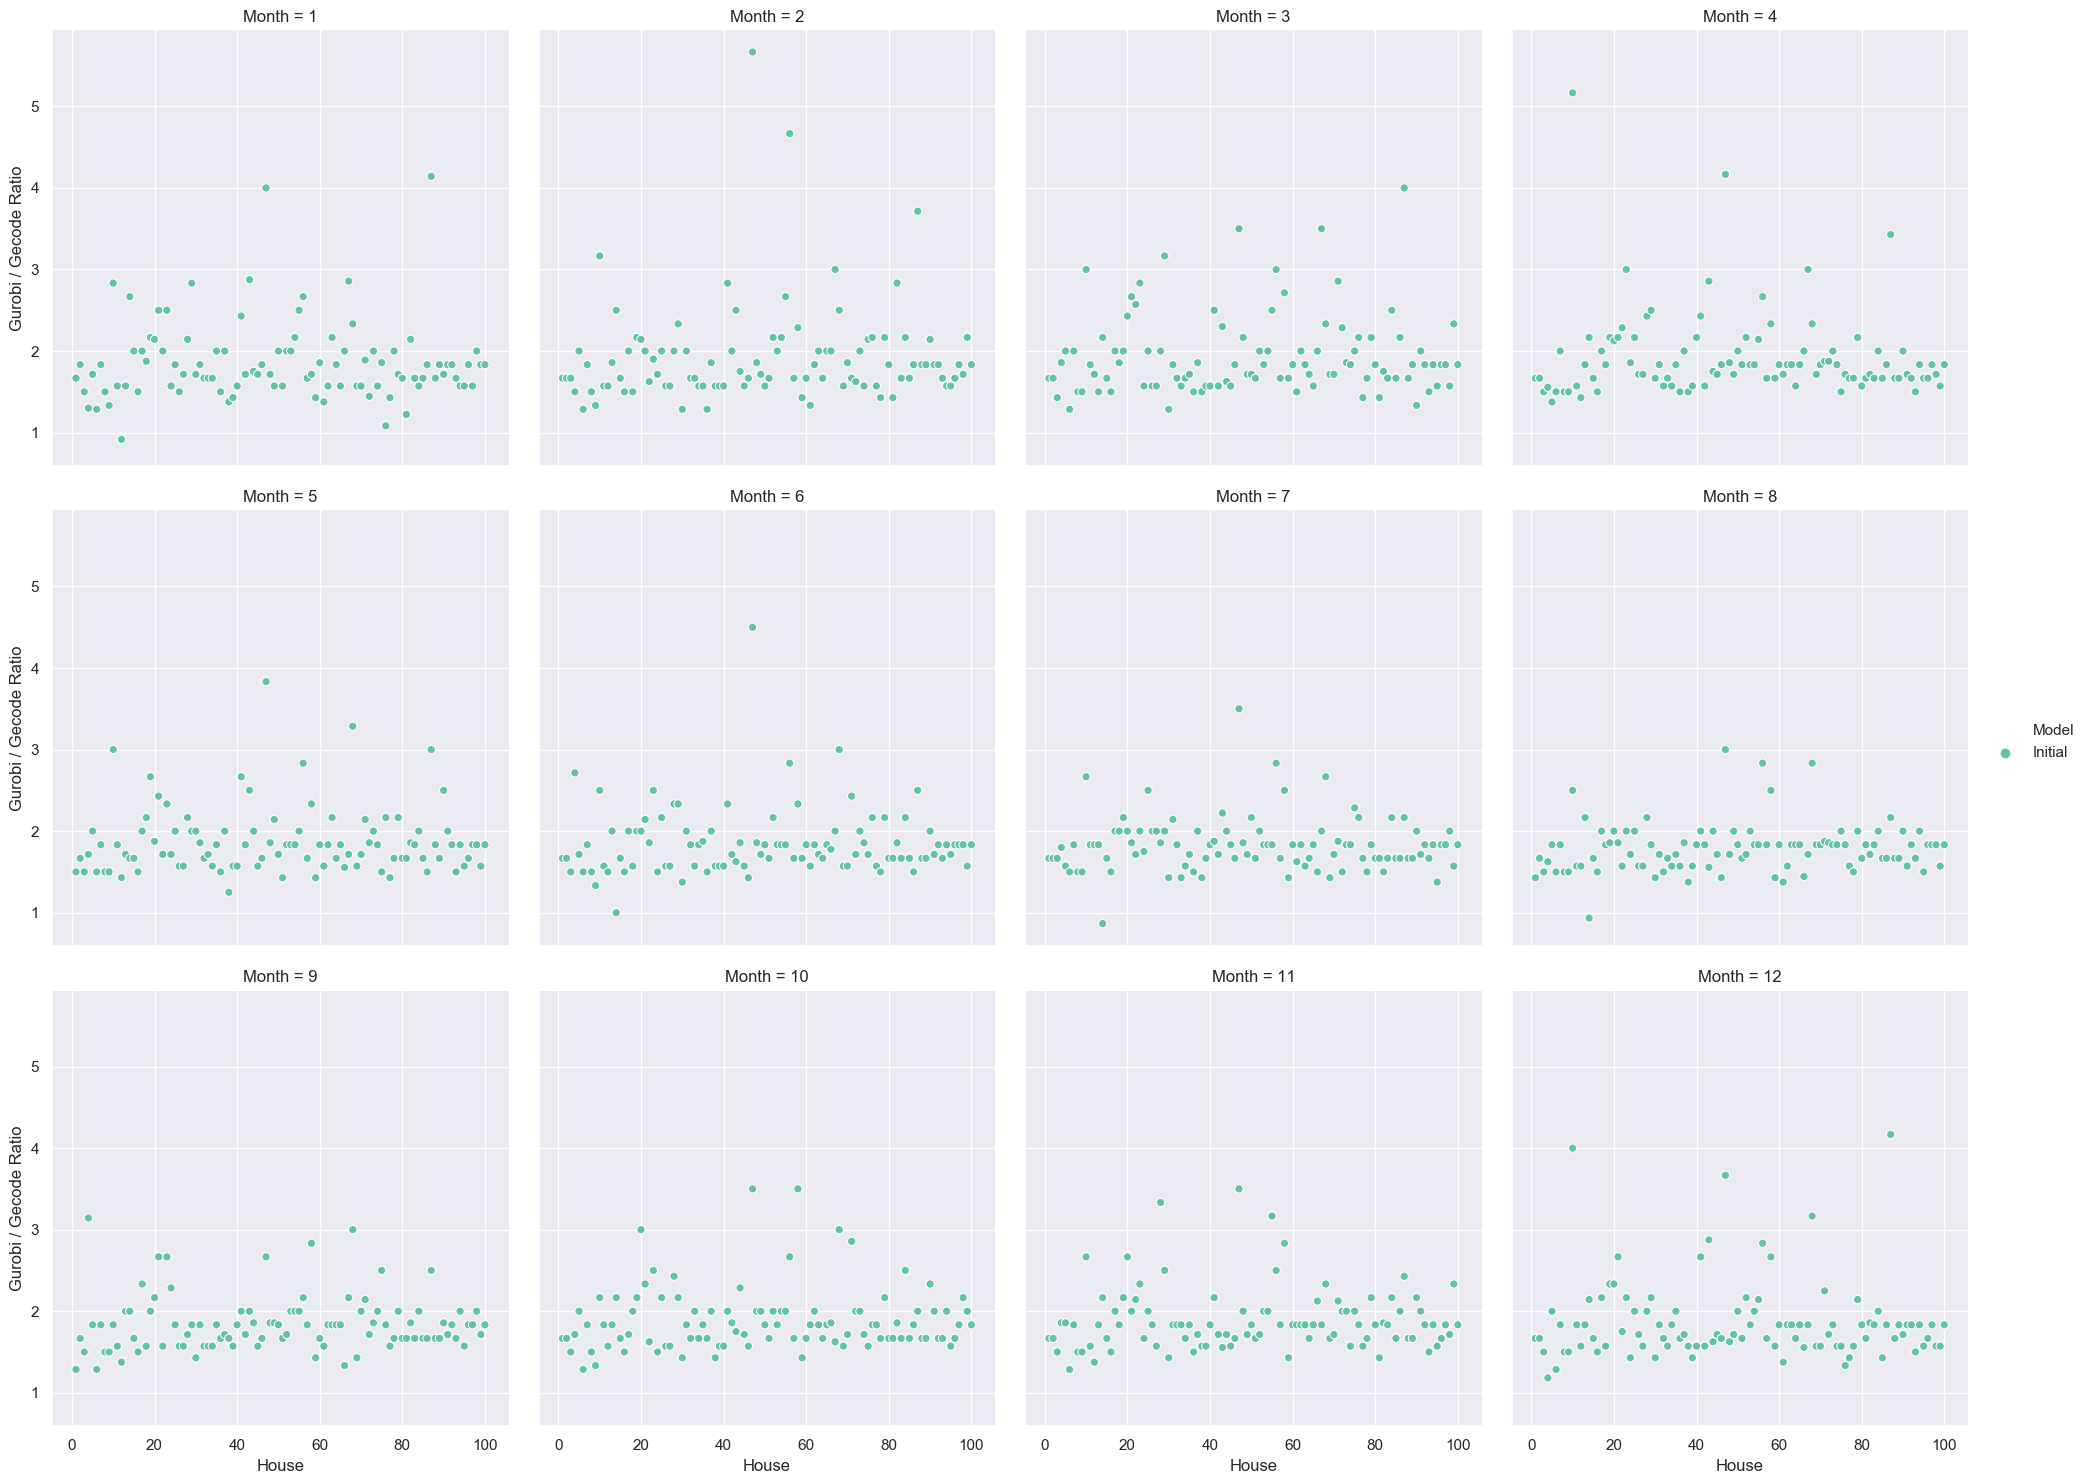 Month = 1
Month = 2
Month = 3
Month = 4
Gurobi / Gecode Ratio
5
4
3
2
1
Month = 5
Month = 6
Month = 7
Month = 8
Gurobi / Gecode Ratio
5
4
3
2
1
Model
Initial
Month = 9
Month = 10
Month = 11
Month = 12
Gurobi / Gecode Ratio
5
4
3
2
1
0 20 40 60 80 100
0 20 40 60 80 100
0 20 40 60 80 100
0 20 40 60 80 100
House
House
House
House